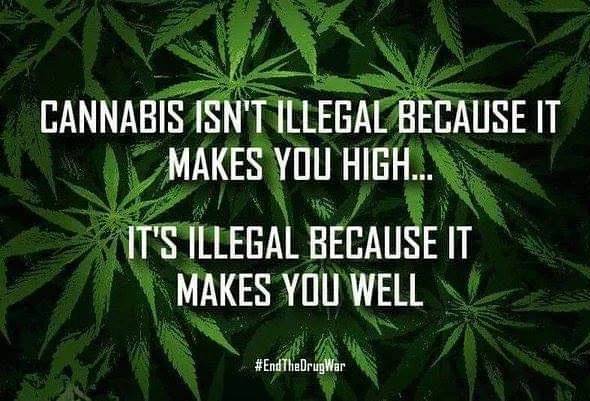 CANNABIS ISN'T ILLEGAL BECAUSE IT
MAKES YOU HIGH...
IT'S ILLEGAL BECAUSE IT
MAKES YOU WELL
#EndTheDrugWar